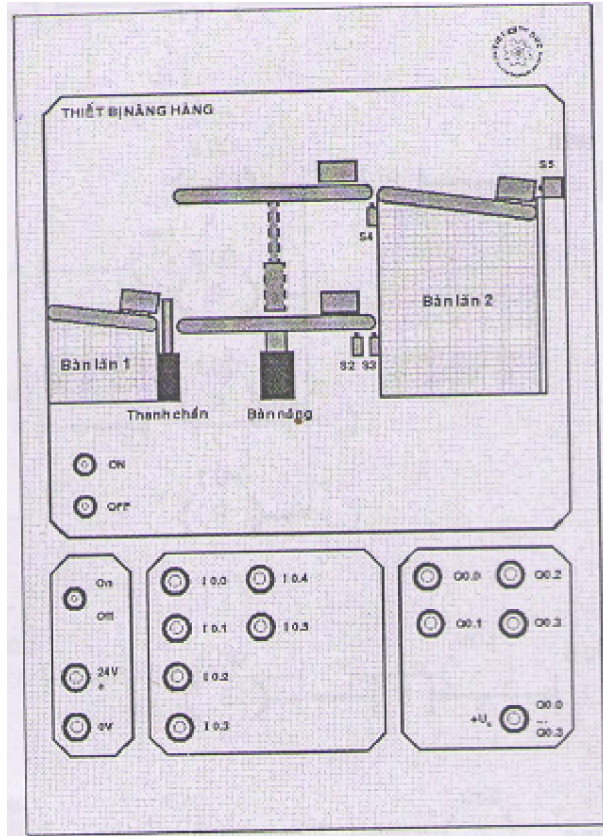 THIẾT BỊ NÂNG HÀNG
S5
S4
Bàn lăn 2
Bàn lăn 1
S2 S3
Thanh chắn
Bàn nâng
ON
OFF
On
Off
24V
0V
I 0.0
I 0.4
I 0.1
I 0.5
I 0.2
I 0.3
Q0.0
Q0.2
Q0.1
Q0.3
Q0.0
+U
...
Q0.3